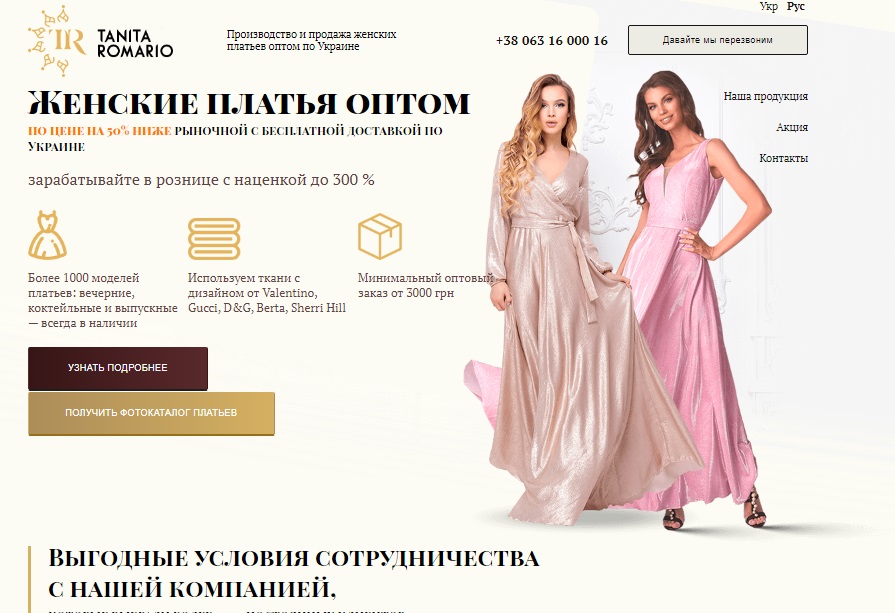 Укр Рус
TANITA
ROMARIO
Производство и продажа женских
платьев оптом по Украине
+38 063 16 000 16
Давайте мы перезвоним
Наша продукция
Акция
Контакты
Женские платья оптом
по цене на 50% ниже рыночной с бесплатной доставкой по
Украине
зарабатывайте в рознице с наценкой до 300 %
Более 1000 моделей
платьев: вечерние,
коктейльные и выпускные
— всегда в наличии
Используем ткани с
дизайном от Valentino,
Gucci, D&G, Berta, Sherri Hill
Минимальный оптовый
заказ от 3000 грн
УЗНАТЬ ПОДРОБНЕЕ
ПОЛУЧИТЬ ФОТОКАТАЛОГ ПЛАТЬЕВ
Выгодные условия сотрудничества
с нашей компанией,